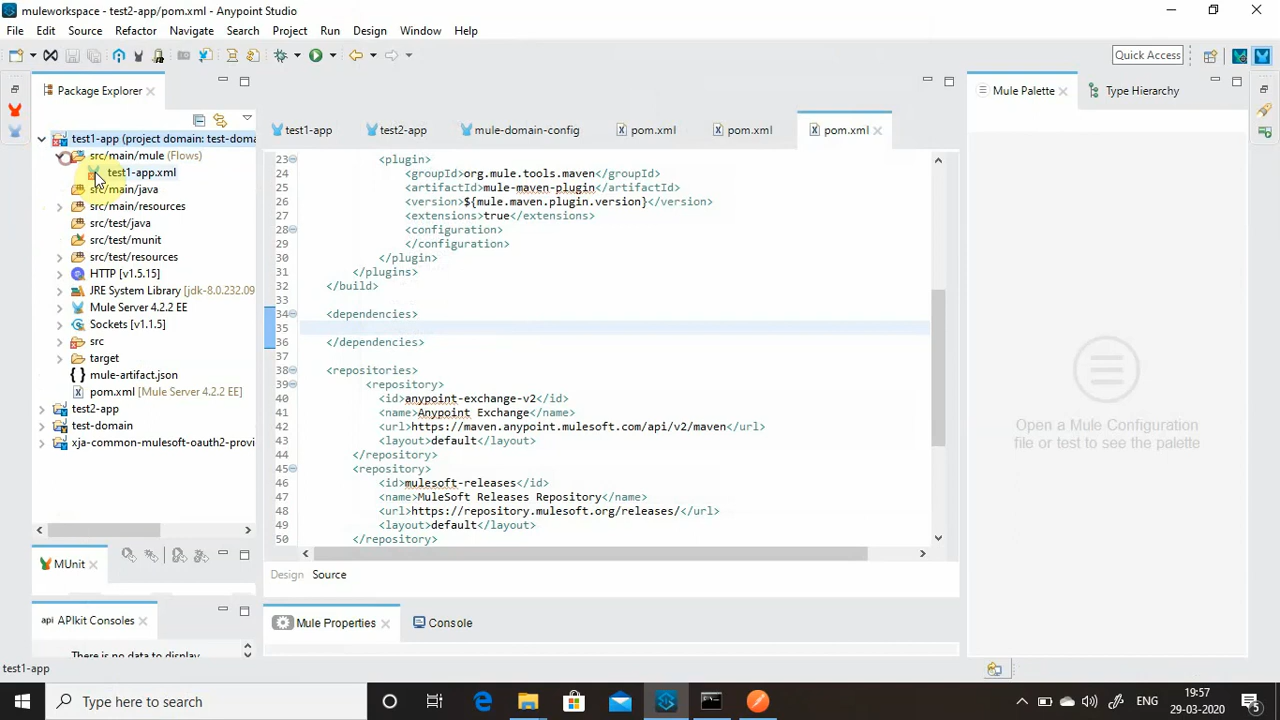 muleworkspace - test2-app/pom.xml - Anypoint Studio
File Edit Source Refactor Navigate Search Project Run Design Window Help
Quick Access
Package Explorer
test1-app (project domain: test-doma
src/main/mule (Flows)
test1-app.xml
src/main/java
src/main/resources
src/test/java
src/test/munit
src/test/resources
HTTP [v1.5.15]
JRE System Library [jdk-8.0.232.09
Mule Server 4.2.2 EE
Sockets [v1.1.5]
src
target
mule-artifact.json
pom.xml [Mule Server 4.2.2 EE]
test2-app
test-domain
xja-common-mulesoft-oauth2-provi
MUnit
api APIkit Consoles
There is no data to display
test1-app test2-app mule-domain-config pom.xml pom.xml pom.xml
23 <plugin>
24 <groupId>org.mule.tools.maven</groupId>
25 <artifactId>mule-maven-plugin</artifactId>
26 <version>${mule.maven.plugin.version}</version>
27 <extensions>true</extensions>
28 <configuration>
29 </configuration>
30 </plugin>
31 </plugins>
32 </build>
33
34 <dependencies>
35
36 </dependencies>
37
38 <repositories>
39 <repository>
40 <id>anypoint-exchange-v2</id>
41 <name>Anypoint Exchange</name>
42 <url>https://maven.anypoint.mulesoft.com/api/v2/maven</url>
43 <layout>default</layout>
44 </repository>
45 <repository>
46 <id>mulesoft-releases</id>
47 <name>MuleSoft Releases Repository</name>
48 <url>https://repository.mulesoft.org/releases/</url>
49 <layout>default</layout>
50 </repository>
Design Source
Mule Properties Console
Mule Palette Type Hierarchy
Open a Mule Configuration
file or test to see the palette
test1-app
Type here to search
ENG
19:57
29-03-2020
5